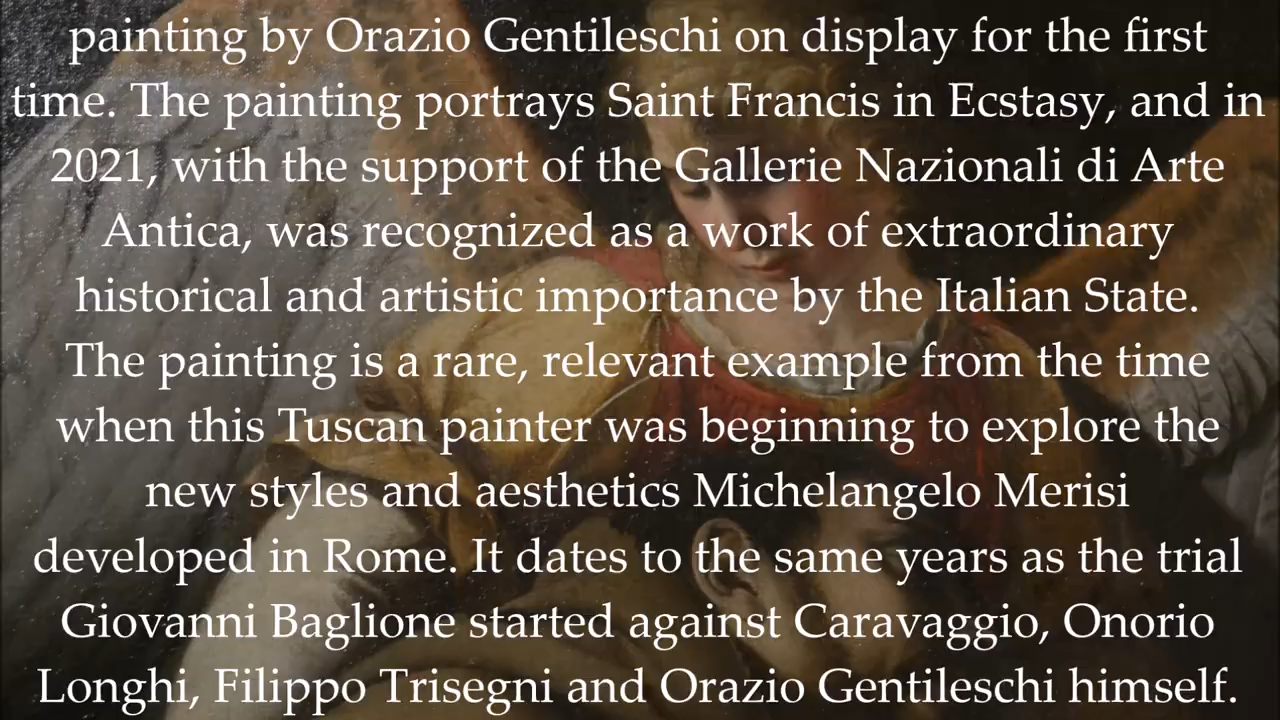 painting by Orazio Gentileschi on display for the first
time. The painting portrays Saint Francis in Ecstasy, and in
2021, with the support of the Gallerie Nazionali di Arte
Antica, was recognized as a work of extraordinary
historical and artistic importance by the Italian State.
The painting is a rare, relevant example from the time
when this Tuscan painter was beginning to explore the
new styles and aesthetics Michelangelo Merisi
developed in Rome. It dates to the same years as the trial
Giovanni Baglione started against Caravaggio, Onorio
Longhi, Filippo Trisegni and Orazio Gentileschi himself.